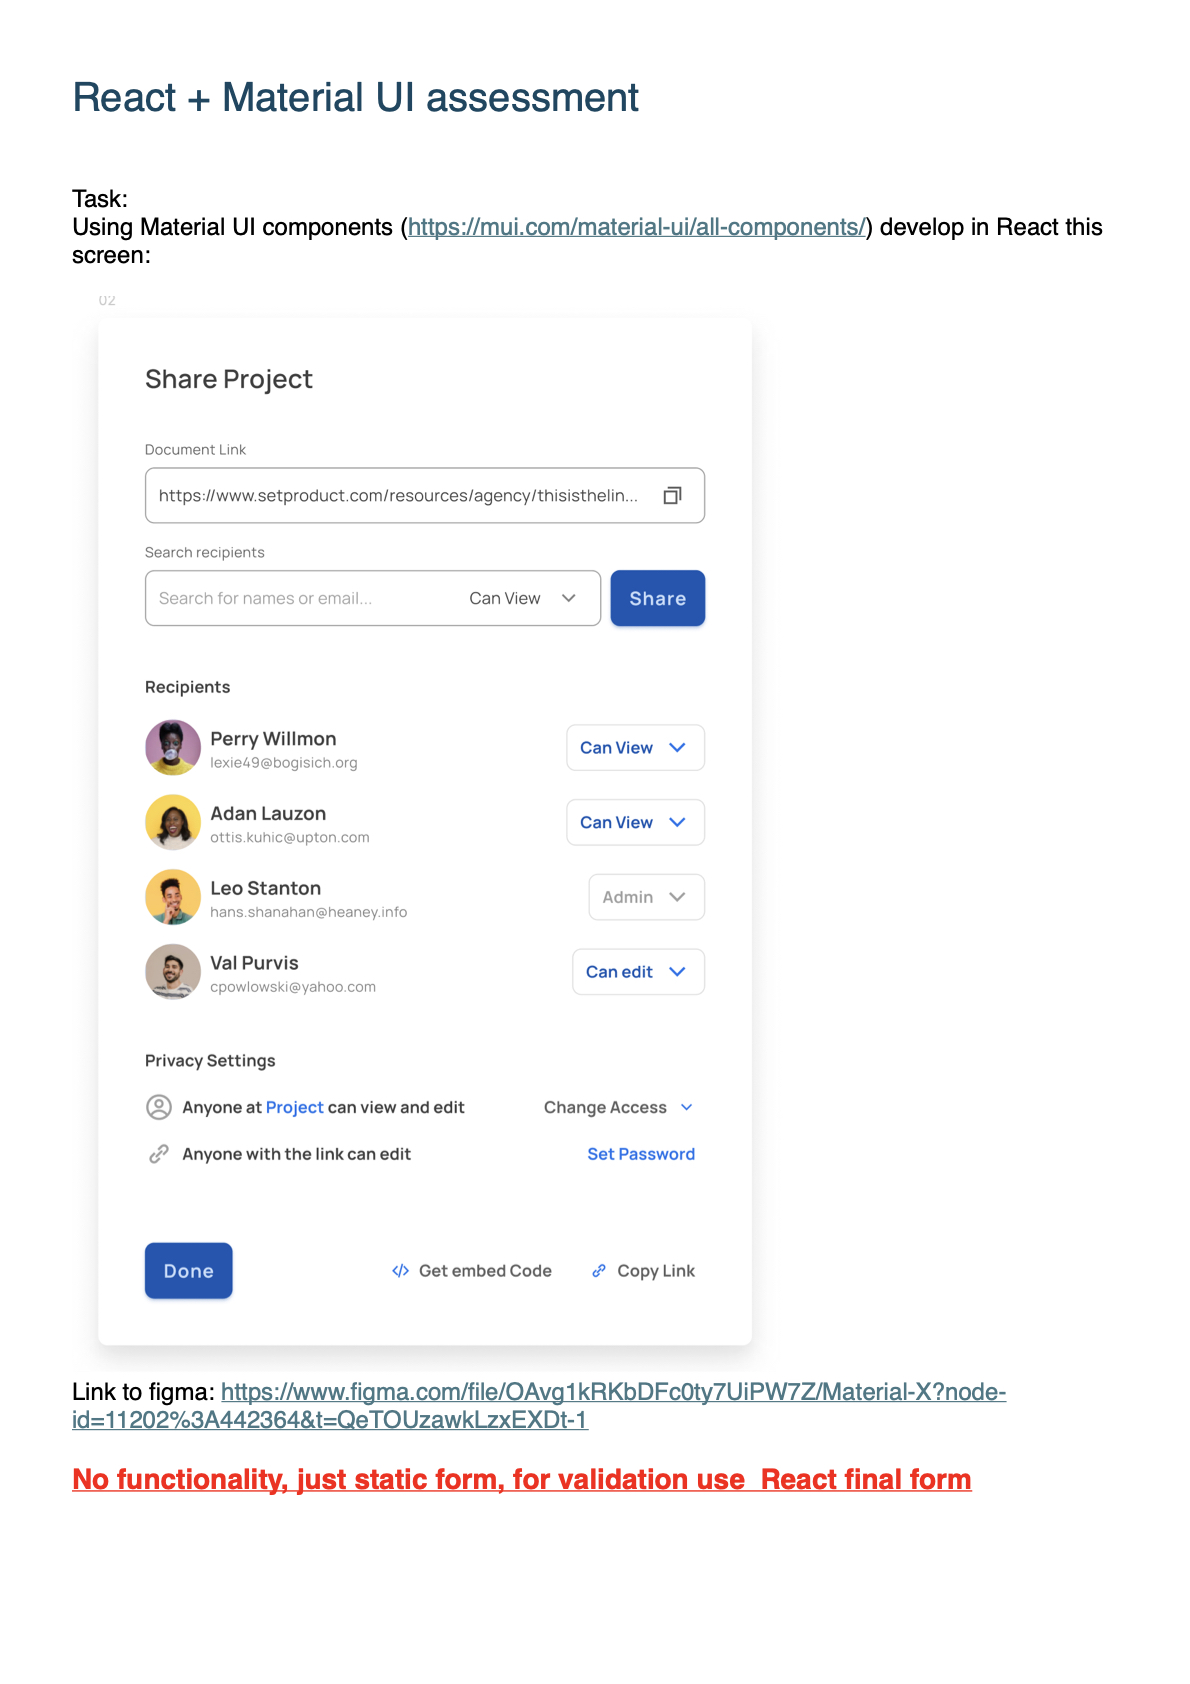 React + Material UI assessment
Task:
Using Material UI components (https://mui.com/material-ui/all-components/) develop in React this
screen:
02
Share Project
Document Link
https://www.setproduct.com/resources/agency/thisisthelin...
Search recipients
Search for names or email... Can View Share
Recipients
Perry Willmon
lexie49@bogisich.org
Can View
Adan Lauzon
ottis.kuhic@upton.com
Can View
Leo Stanton
hans.shanahan@heaney.info
Admin
Val Purvis
cpowlowski@yahoo.com
Can edit
Privacy Settings
Anyone at Project can view and edit Change Access
Anyone with the link can edit Set Password
Done </> Get embed Code Copy Link
Link to figma: https://www.figma.com/file/OAvg1kRKbDFc0ty7UiPW7Z/Material-X?node-
id=11202%3A442364&t=QeTOUzawkLzxEXDt-1
No functionality, just static form, for validation use  React final form